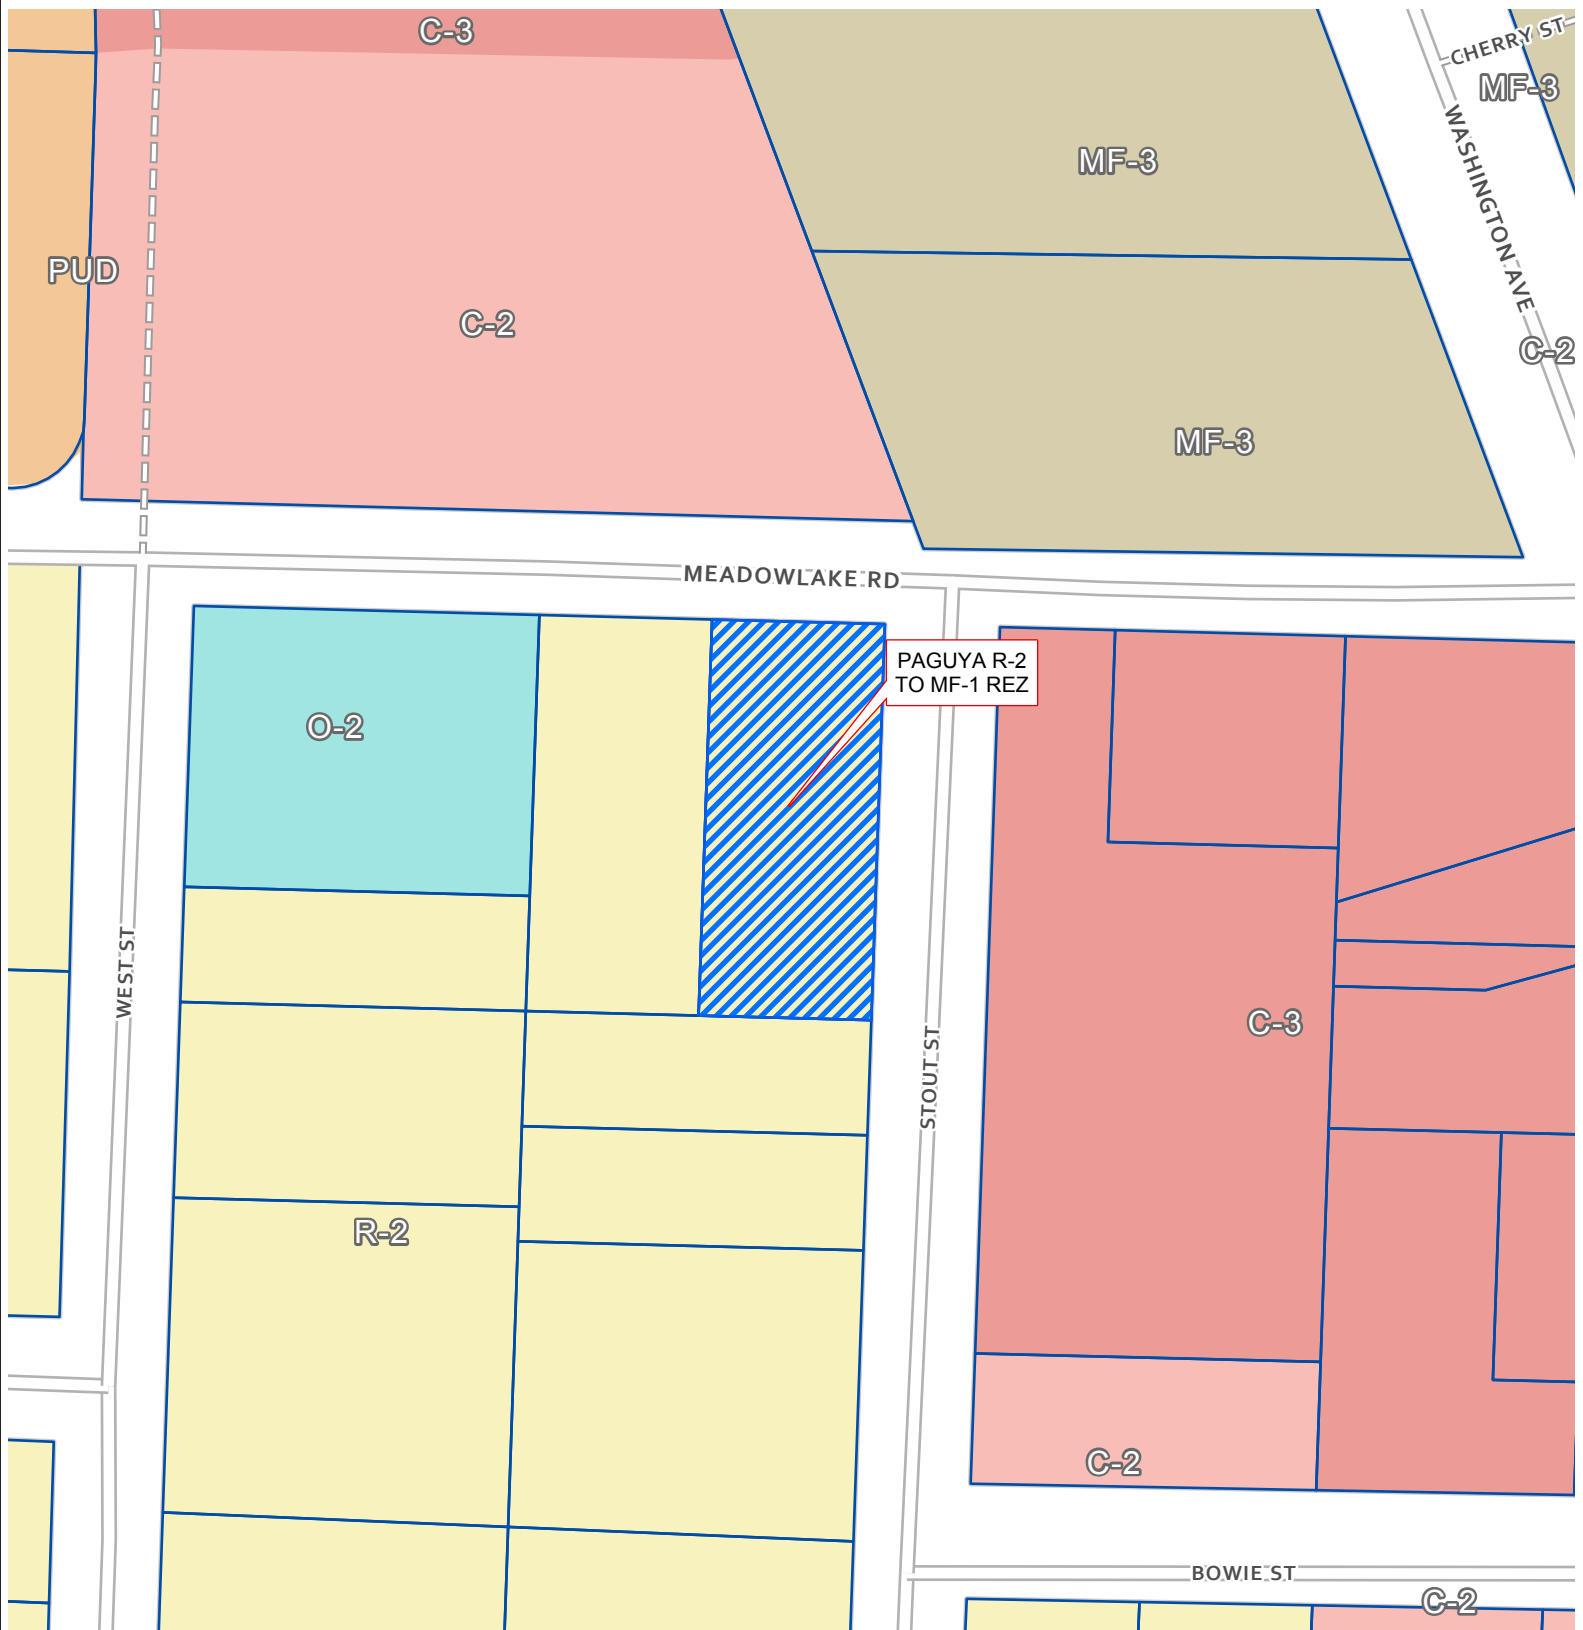 C-3
CHERRY ST
MF-3
MF-3
WASHINGTON AVE
PUD
C-2
C-2
MF-3
MEADOWLAKE RD
PAGUYA R-2
TO MF-1 REZ
O-2
WEST ST
C-3
STOUT ST
R-2
C-2
BOWIE ST
C-2